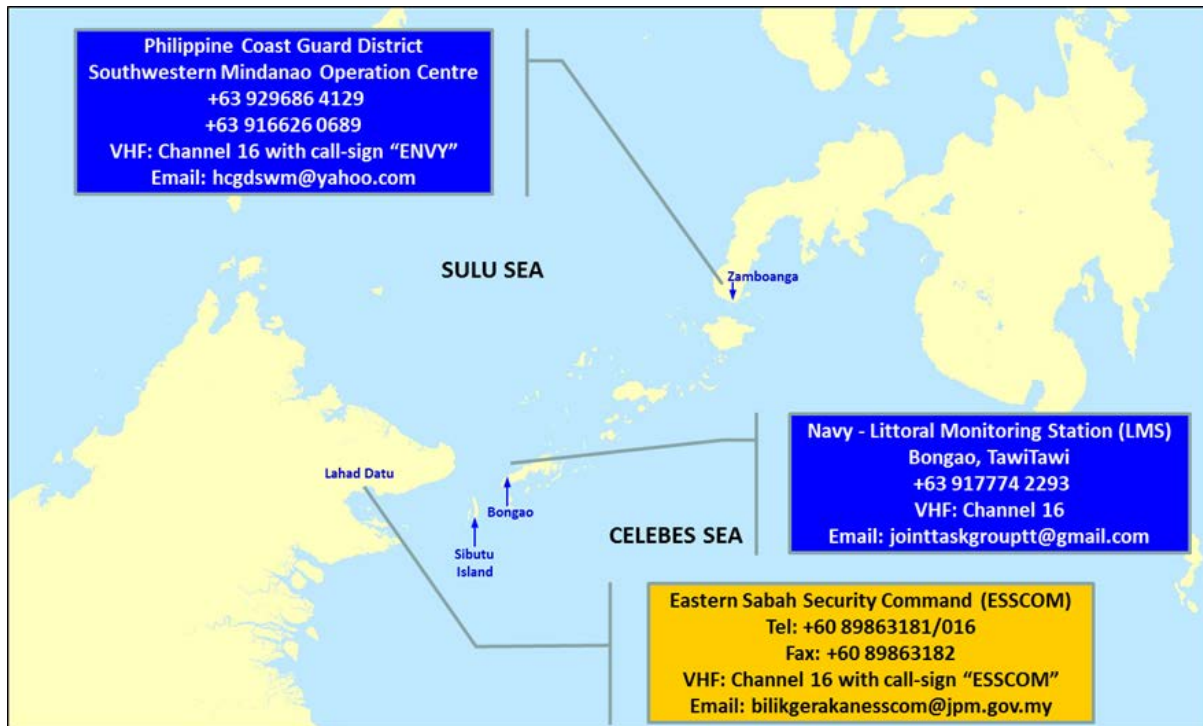 Philippine Coast Guard District
Southwestern Mindanao Operation Centre
+63 929686 4129
+63 916626 0689
VHF: Channel 16 with call-sign “ENVY”
Email: hcgdswm@yahoo.com
SULU SEA
Zamboanga
Navy - Littoral Monitoring Station (LMS)
Bongao, TawiTawi
+63 917774 2293
VHF: Channel 16
Email: jointtaskgrouptt@gmail.com
Lahad Datu
Bongao
CELEBES SEA
Sibutu
Island
Eastern Sabah Security Command (ESSCOM)
Tel: +60 89863181/016
Fax: +60 89863182
VHF: Channel 16 with call-sign “ESSCOM”
Email: bilikgerakanesscom@jpm.gov.my